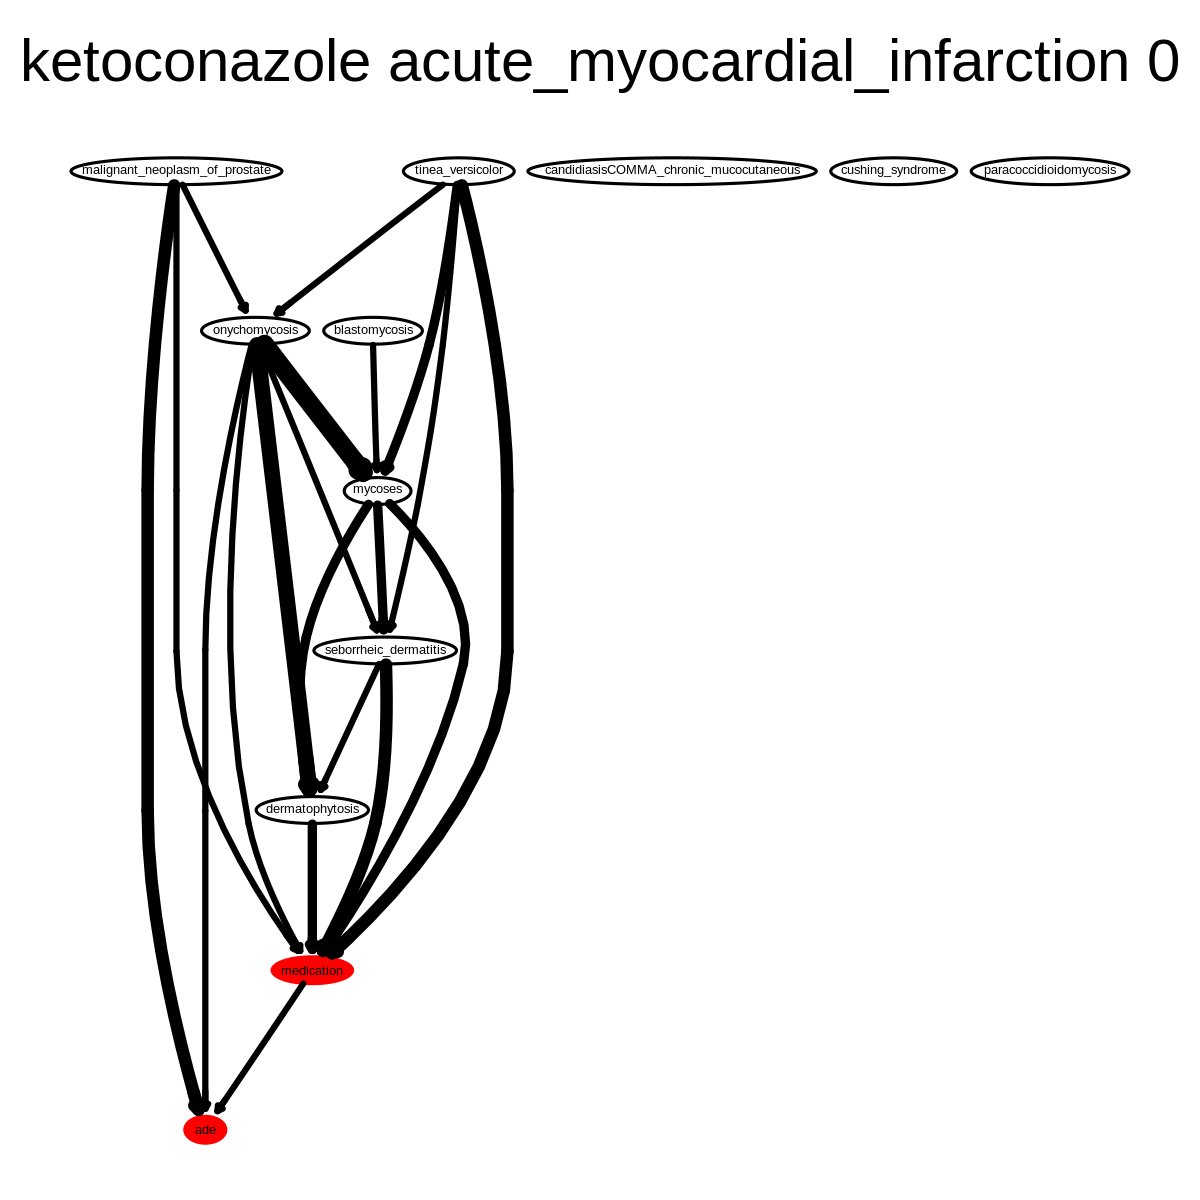 ketoconazole acute_myocardial_infarction 0
malignant_neoplasm_of_prostate
tinea_versicolor
candidiasisCOMMA_chronic_mucocutaneous
cushing_syndrome
paracoccidioidomycosis
onychomycosis
blastomycosis
mycoses
seborrheic_dermatitis
dermatophytosis
medication
ade